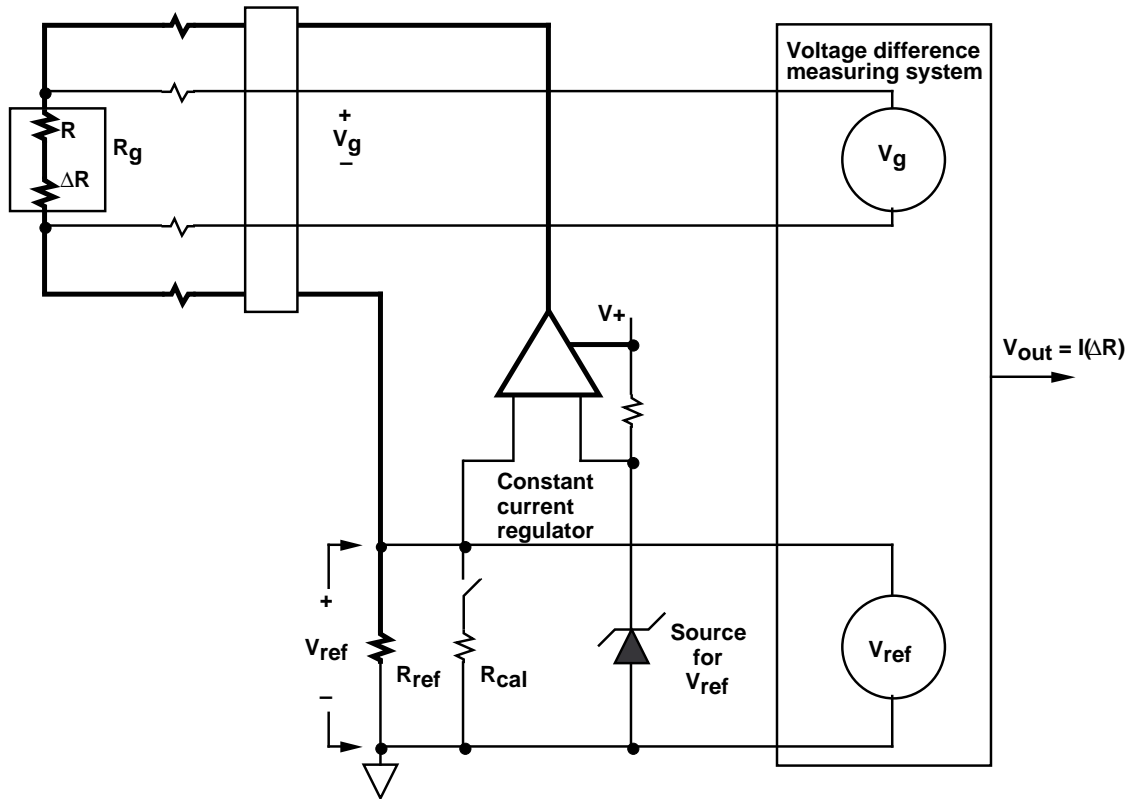 Voltage difference
measuring system
R
Rg
ΔR
+
Vg
–
Vg
V+
Vout = I(ΔR)
Constant
current
regulator
+
Vref
–
Rref
Rcal
Source
for
Vref
Vref